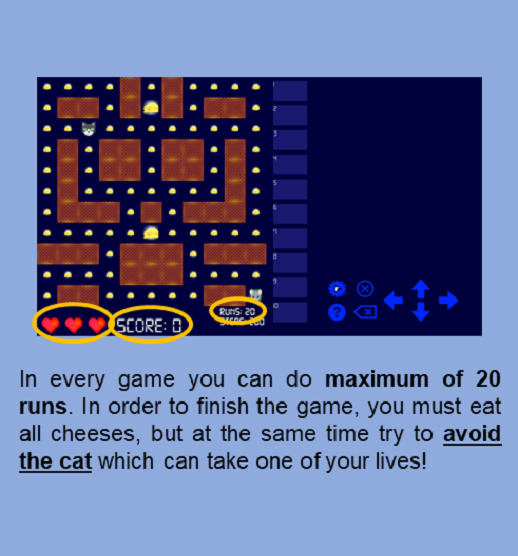 1
2
3
4
5
6
7
8
9
SCORE: 0
RUNS: 20
?
In every game you can do maximum of 20
runs. In order to finish the game, you must eat
all cheeses, but at the same time try to avoid
the cat which can take one of your lives!